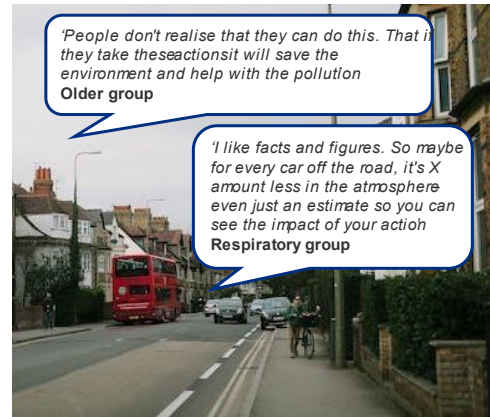 ‘People don't realise that they can do this. That if
they take theseactionsit will save the
environment and help with the pollution
Older group
‘I like facts and figures. So maybe
for every car off the road, it's X
amount less in the atmosphere
even just an estimate so you can
see the impact of your action’
Respiratory group